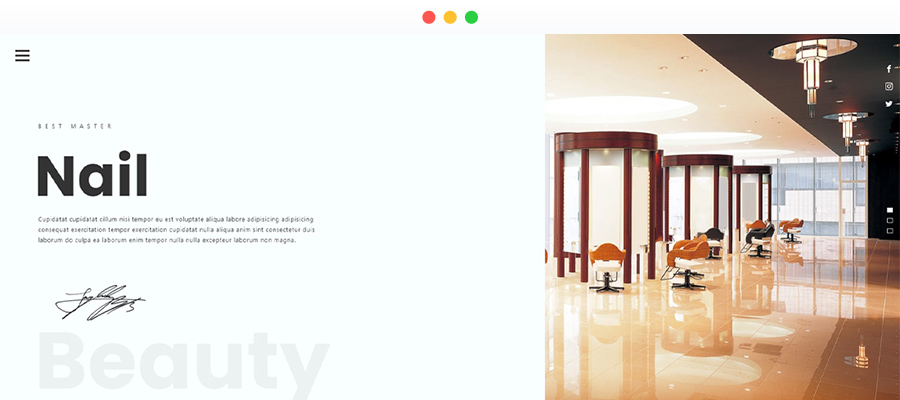 BEST MASTER
Nail
Cupidatat cupidatat cillum nisi tempor eu est voluptate aliqua labore adipisicing adipisicing
consequat exercitation tempor exercitation cupidatat nulla aliqua anim sint consectetur duis
laborum do culpa ea laborum enim tempor nulla nulla excepteur laborum non magna.
Beauty